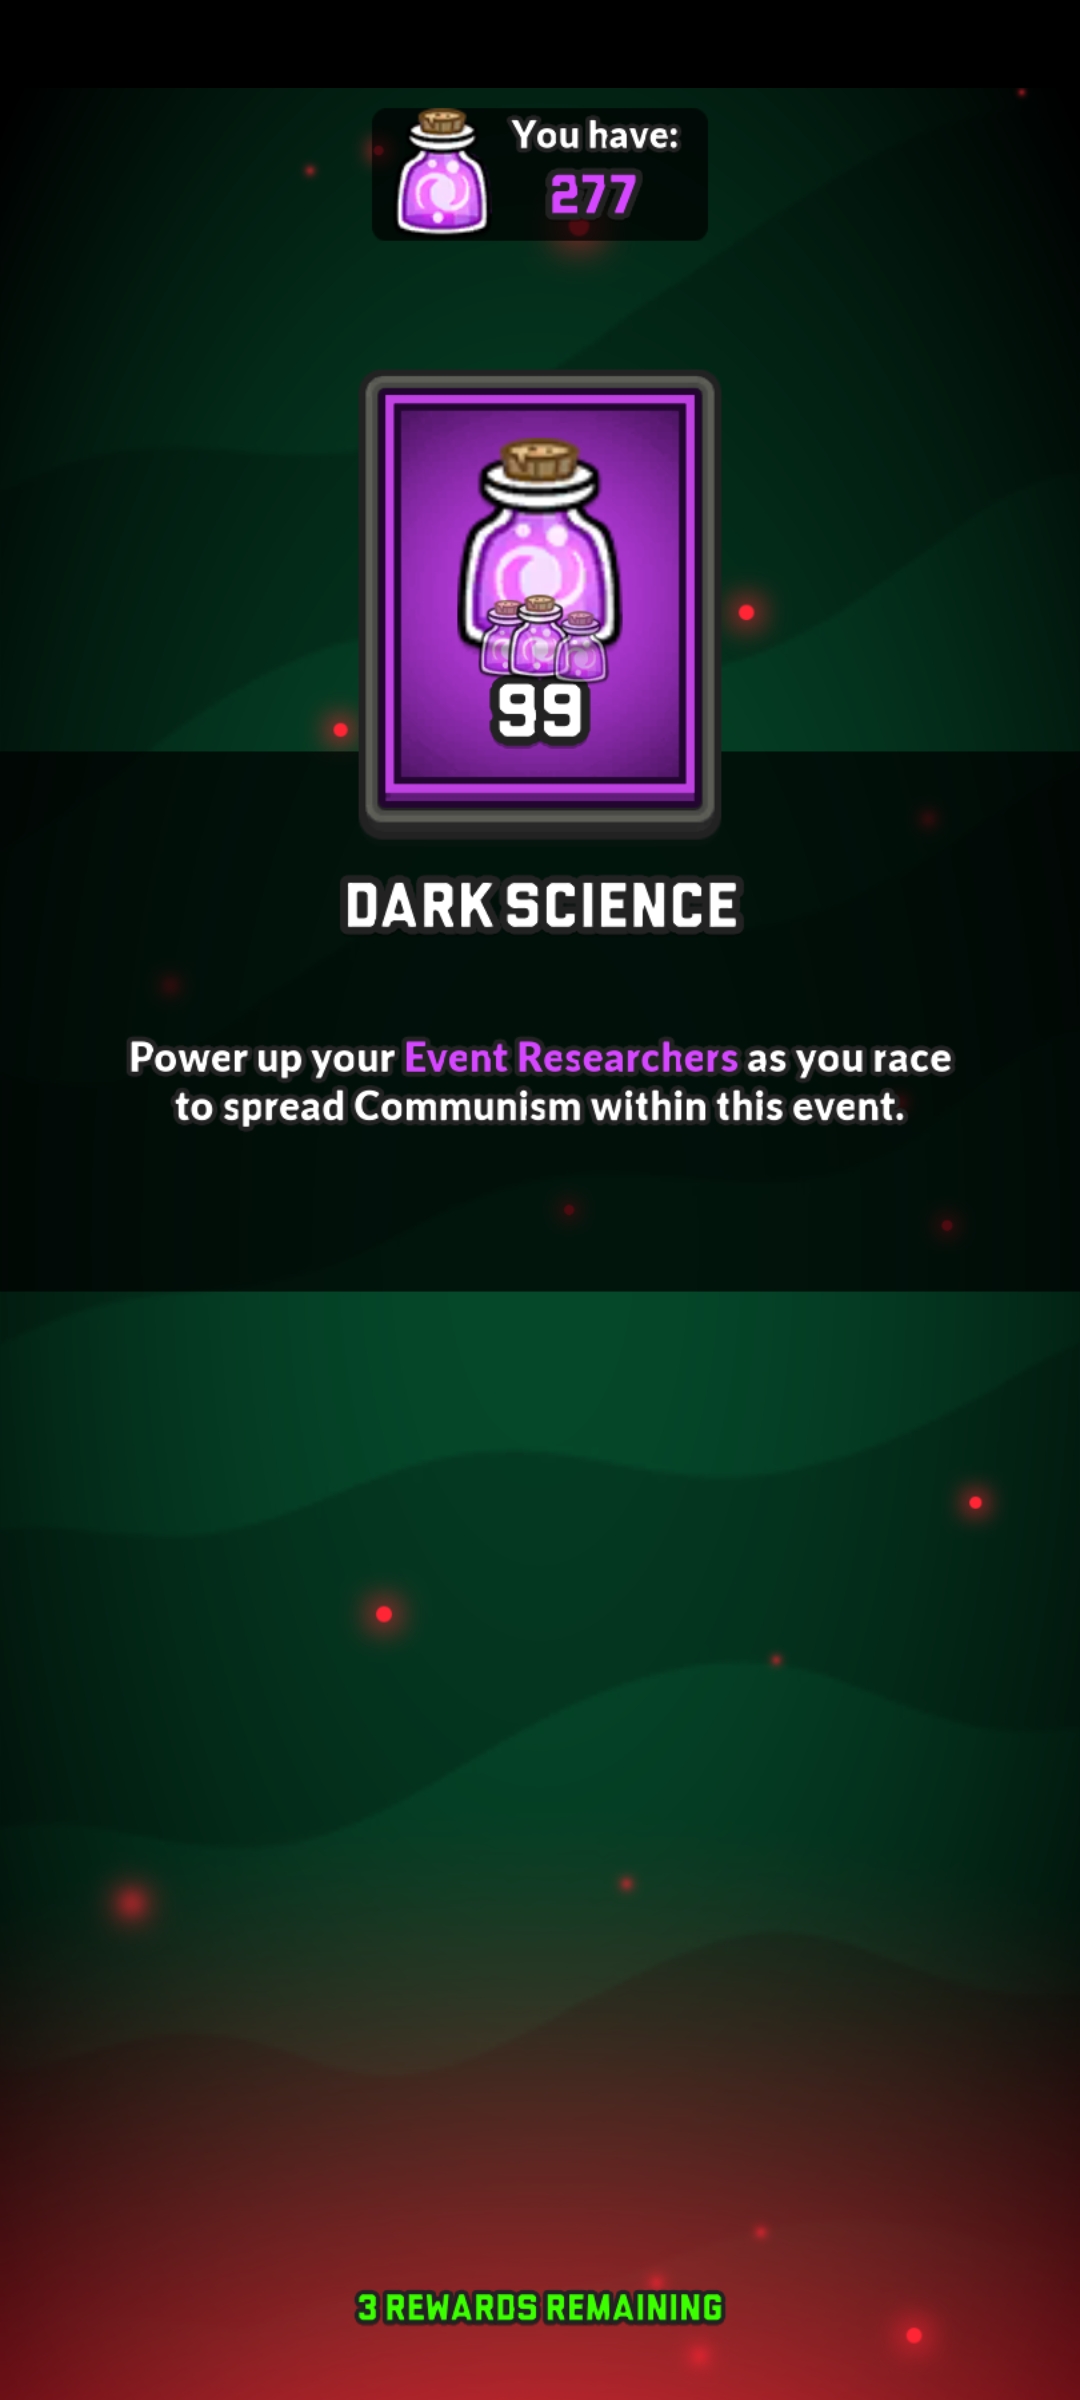 You have:
277
99
DARK SCIENCE
Power up your Event Researchers as you race
to spread Communism within this event.
3 REWARDS REMAINING